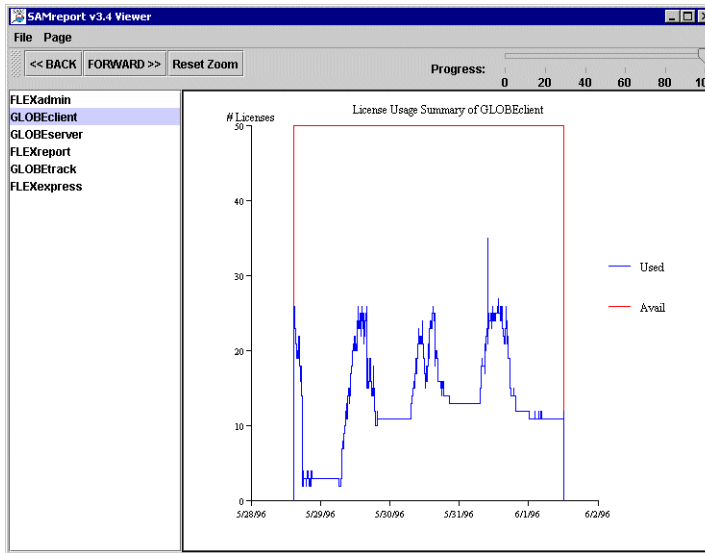 SAMreport v3.4 Viewer
File Page
<< BACK FORWARD >> Reset Zoom
Progress:
0 20 40 60 80 10
FLEXadmin
GLOBEclient
GLOBEserver
FLEXreport
GLOBEtrack
FLEXexpress
License Usage Summary of GLOBEclient
# Licenses
50
40
30
20
10
0
5/28/96 5/29/96 5/30/96 5/31/96 6/1/96 6/2/96
Used
Avail